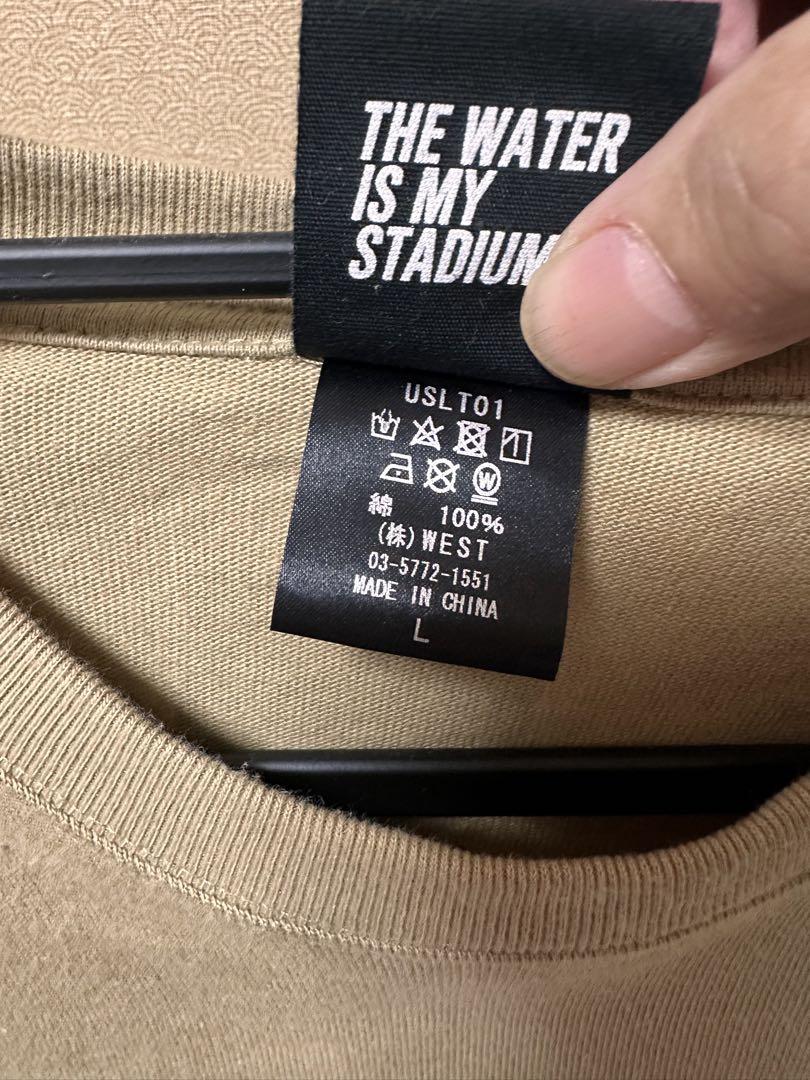 THE WATER
IS MY
STADIUM
USLT01
綿 100%
(株)WEST
03-5772-1551
MADE IN CHINA
L